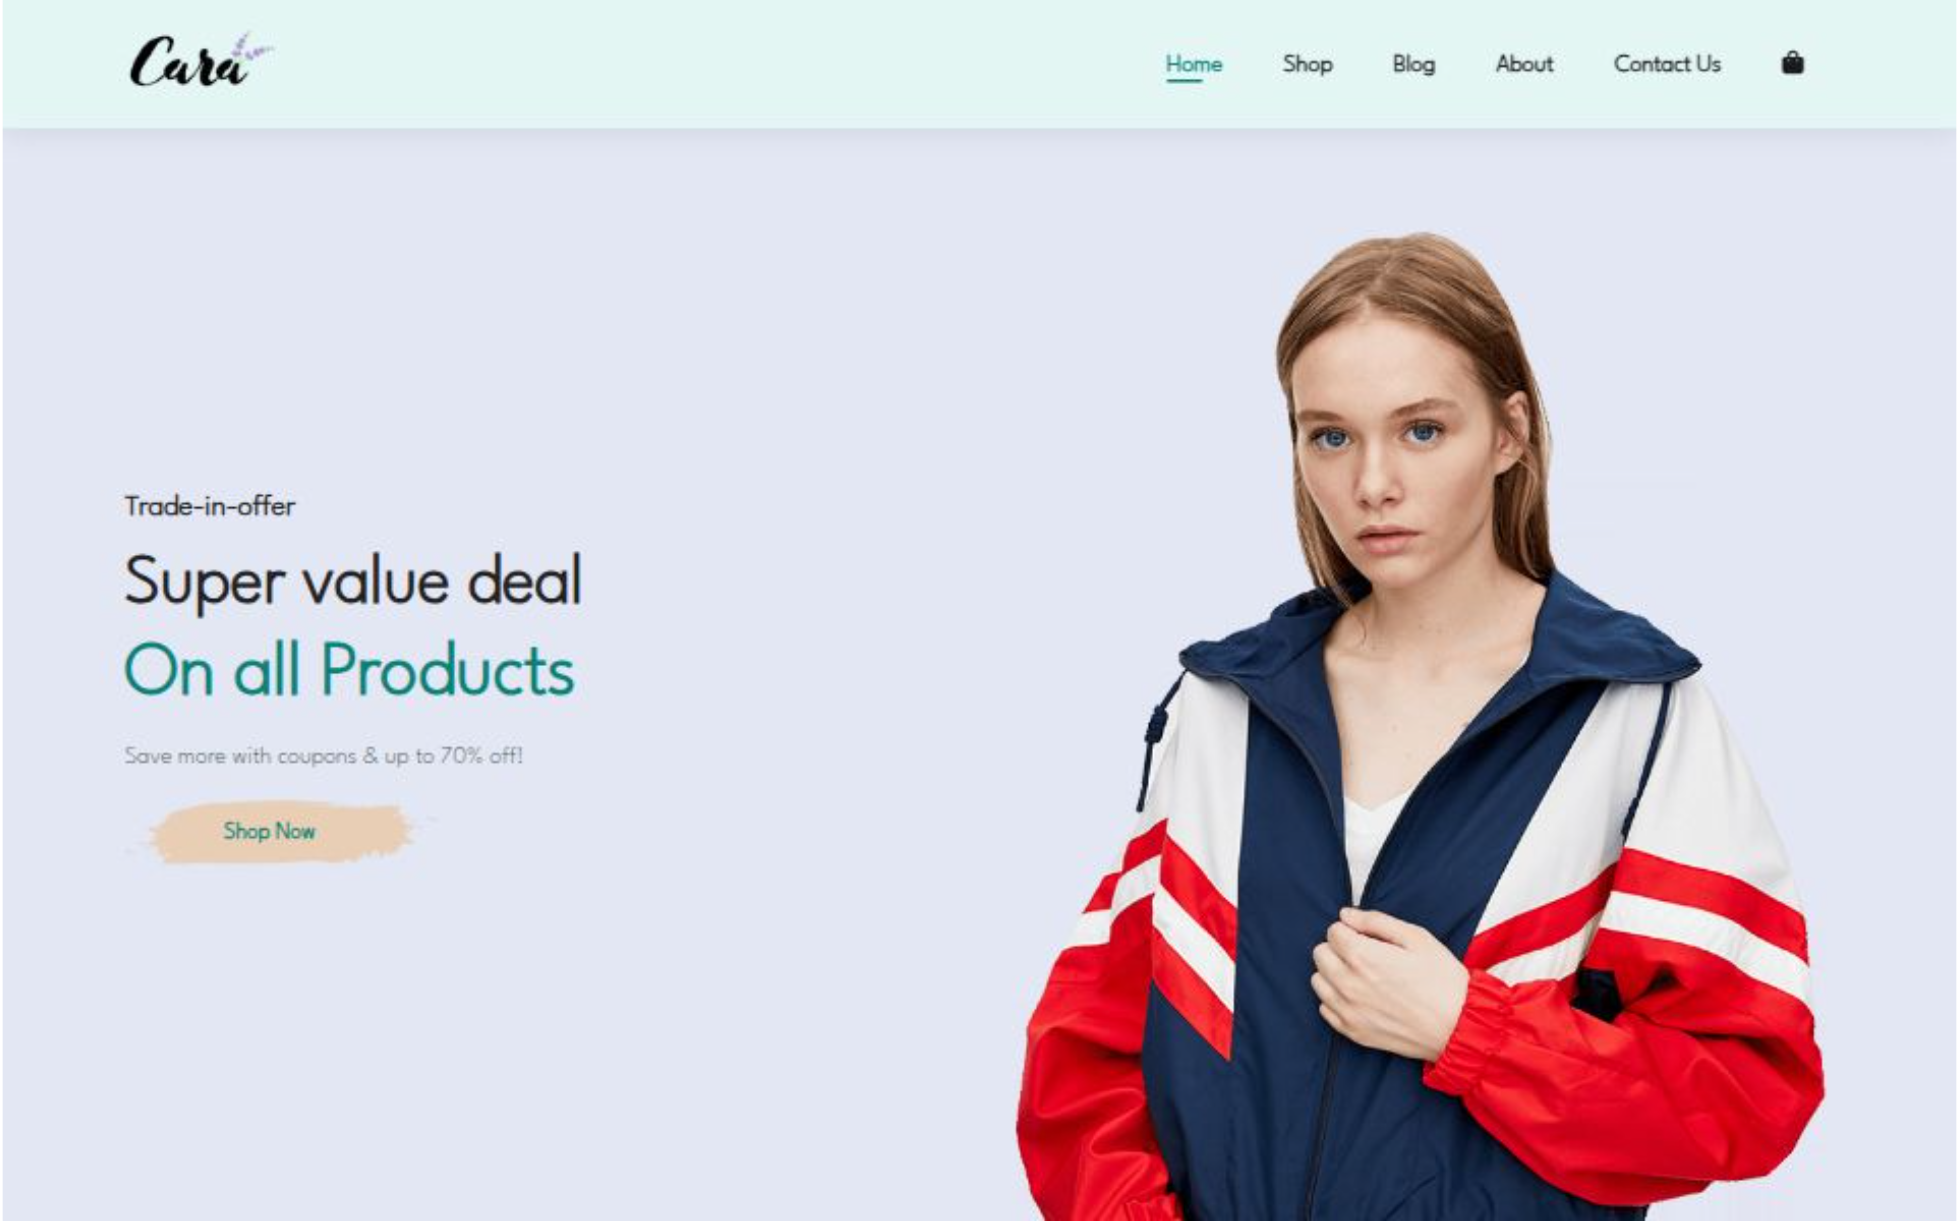 Cara
Home Shop Blog About Contact Us
Trade-in-offer
Super value deal
On all Products
Save more with coupons & up to 70% off!
Shop Now